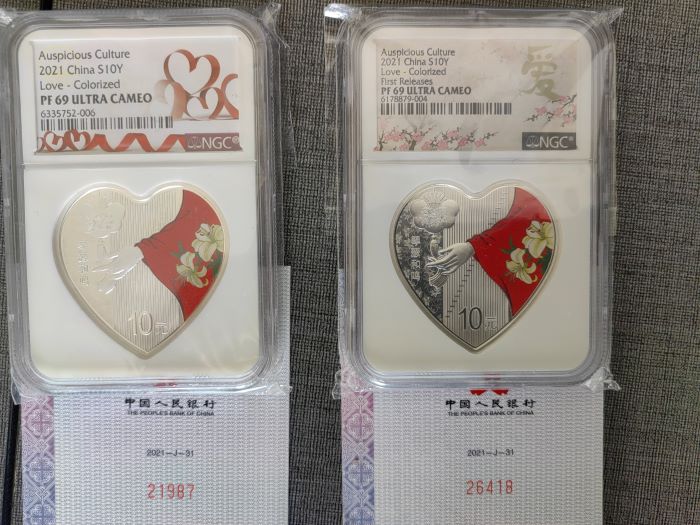 Auspicious Culture
2021 China S10Y
Love - Colorized
PF 69 ULTRA CAMEO
6335752-006
NGC
10元
中国人民银行
THE PEOPLE'S BANK OF CHINA
2021-J-31
21987
Auspicious Culture
2021 China S10Y
Love - Colorized
First Releases
PF 69 ULTRA CAMEO
6178879-004
爱
NGC
10元
中国人民银行
THE PEOPLE'S BANK OF CHINA
2021-J-31
26418